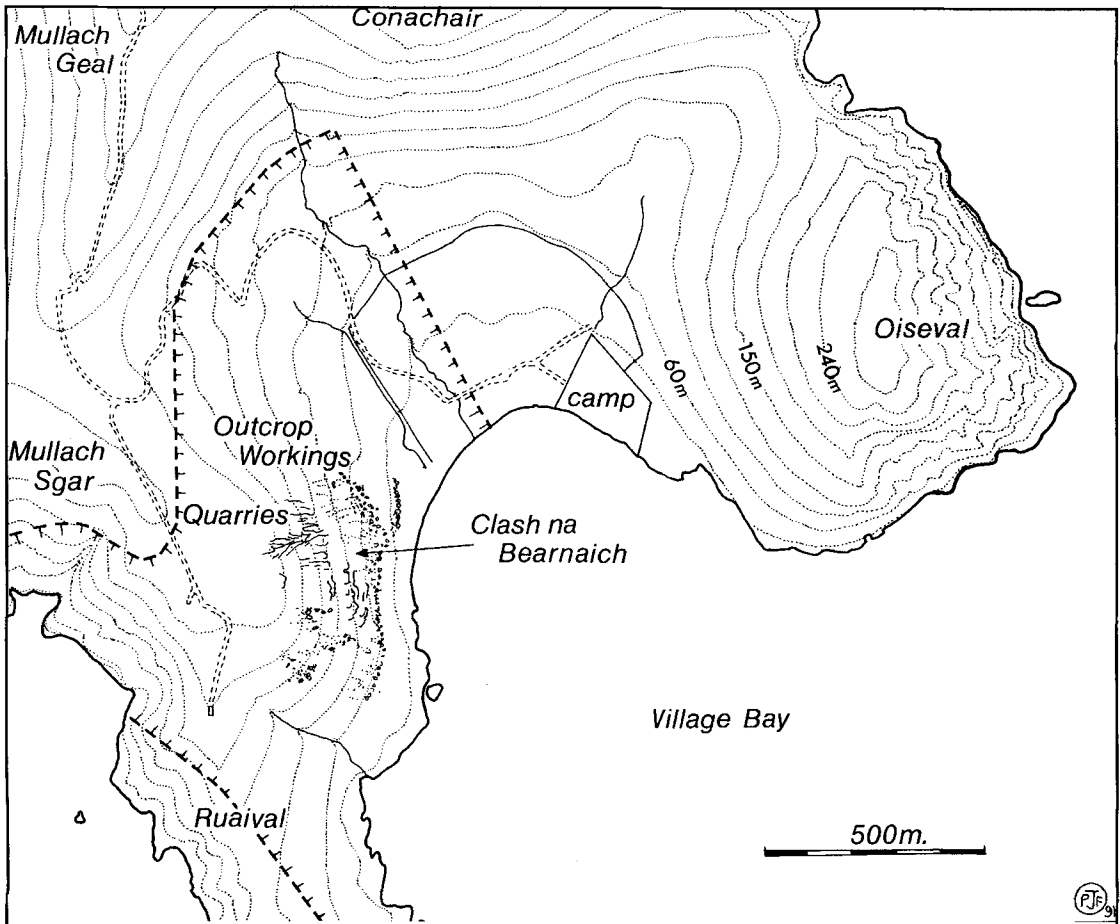 Conachair
Mullach
Geal
Oiseval
60m
150m
240m
camp
Outcrop
Workings
Mullach
Sgar
Quarries
Clash na
Bearnaich
Village Bay
Ruaival
500m.
PJF